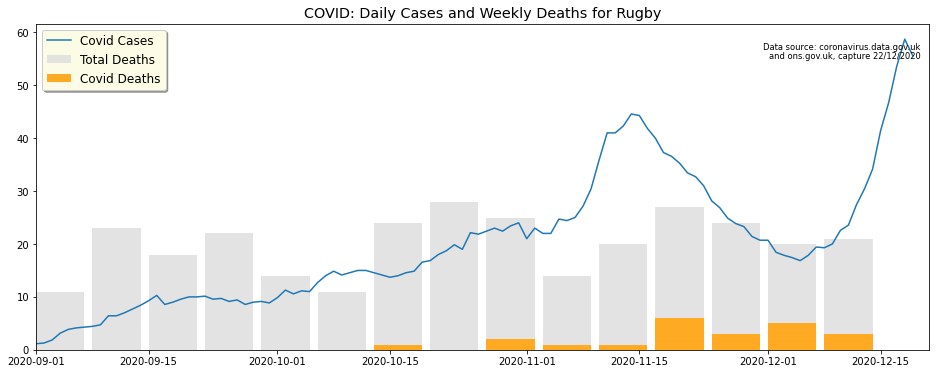 COVID: Daily Cases and Weekly Deaths for Rugby
Covid Cases
Total Deaths
Covid Deaths
Data source: coronavirus.data.gov.uk
and ons.gov.uk, capture 22/12/2020
60
50
40
30
20
10
0
2020-09-01 2020-09-15 2020-10-01 2020-10-15 2020-11-01 2020-11-15 2020-12-01 2020-12-15